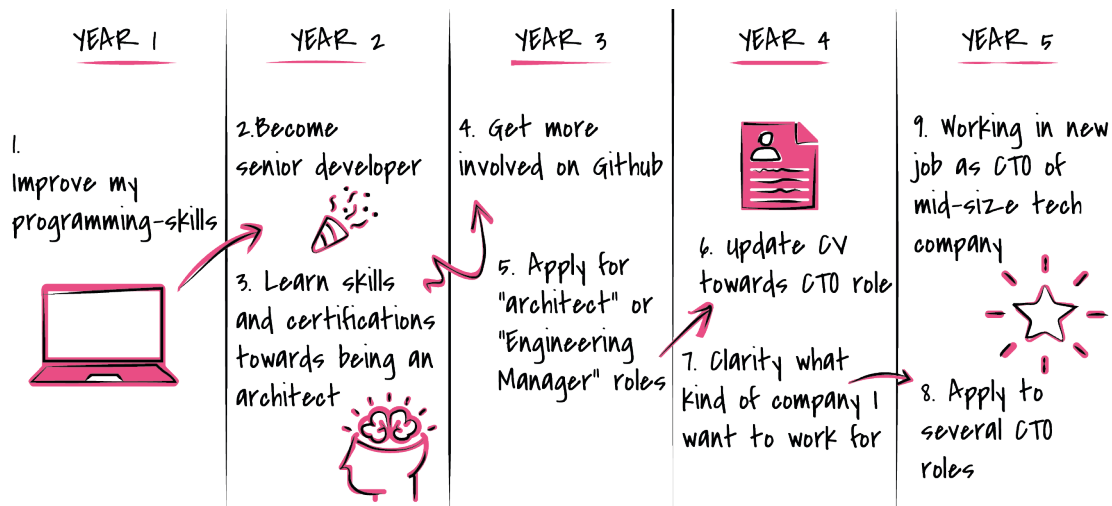 YEAR 1
1.
Improve my
programming-skills
YEAR 2
2.Become
senior developer
3. Learn skills
and certifications
towards being an
architect
YEAR 3
4. Get more
involved on Github
5. Apply for
"architect" or
"Engineering
Manager" roles
YEAR 4
6. update CV
towards CTO role
7. Clarity what
kind of company I
want to work for
YEAR 5
9. Working in new
job as CTO of
mid-size tech
company
8. Apply to
several CTO
roles